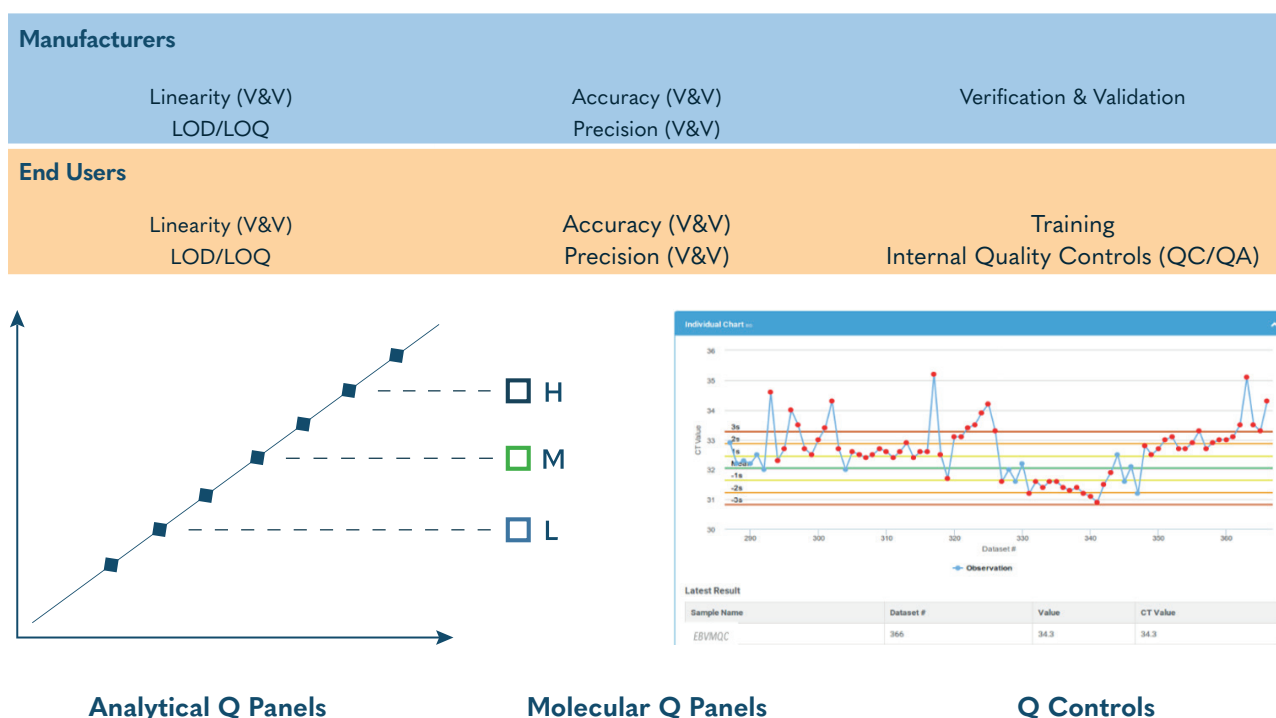 Manufacturers
Linearity (V&V) Accuracy (V&V) Verification & Validation
LOD/LOQ Precision (V&V)
End Users
Linearity (V&V) Accuracy (V&V) Training
LOD/LOQ Precision (V&V) Internal Quality Controls (QC/QA)
H
M
L
Individual Chart
36
35
34
33
32
31
30
CT Value
3s
2s
1s
-1s
-2s
-3s
290 300 310 320 330 340 350 360
Dataset #
Observation
Latest Result
Sample Name Dataset # Value CT Value
EBVMQC 366 34.3 34.3
Analytical Q Panels Molecular Q Panels Q Controls